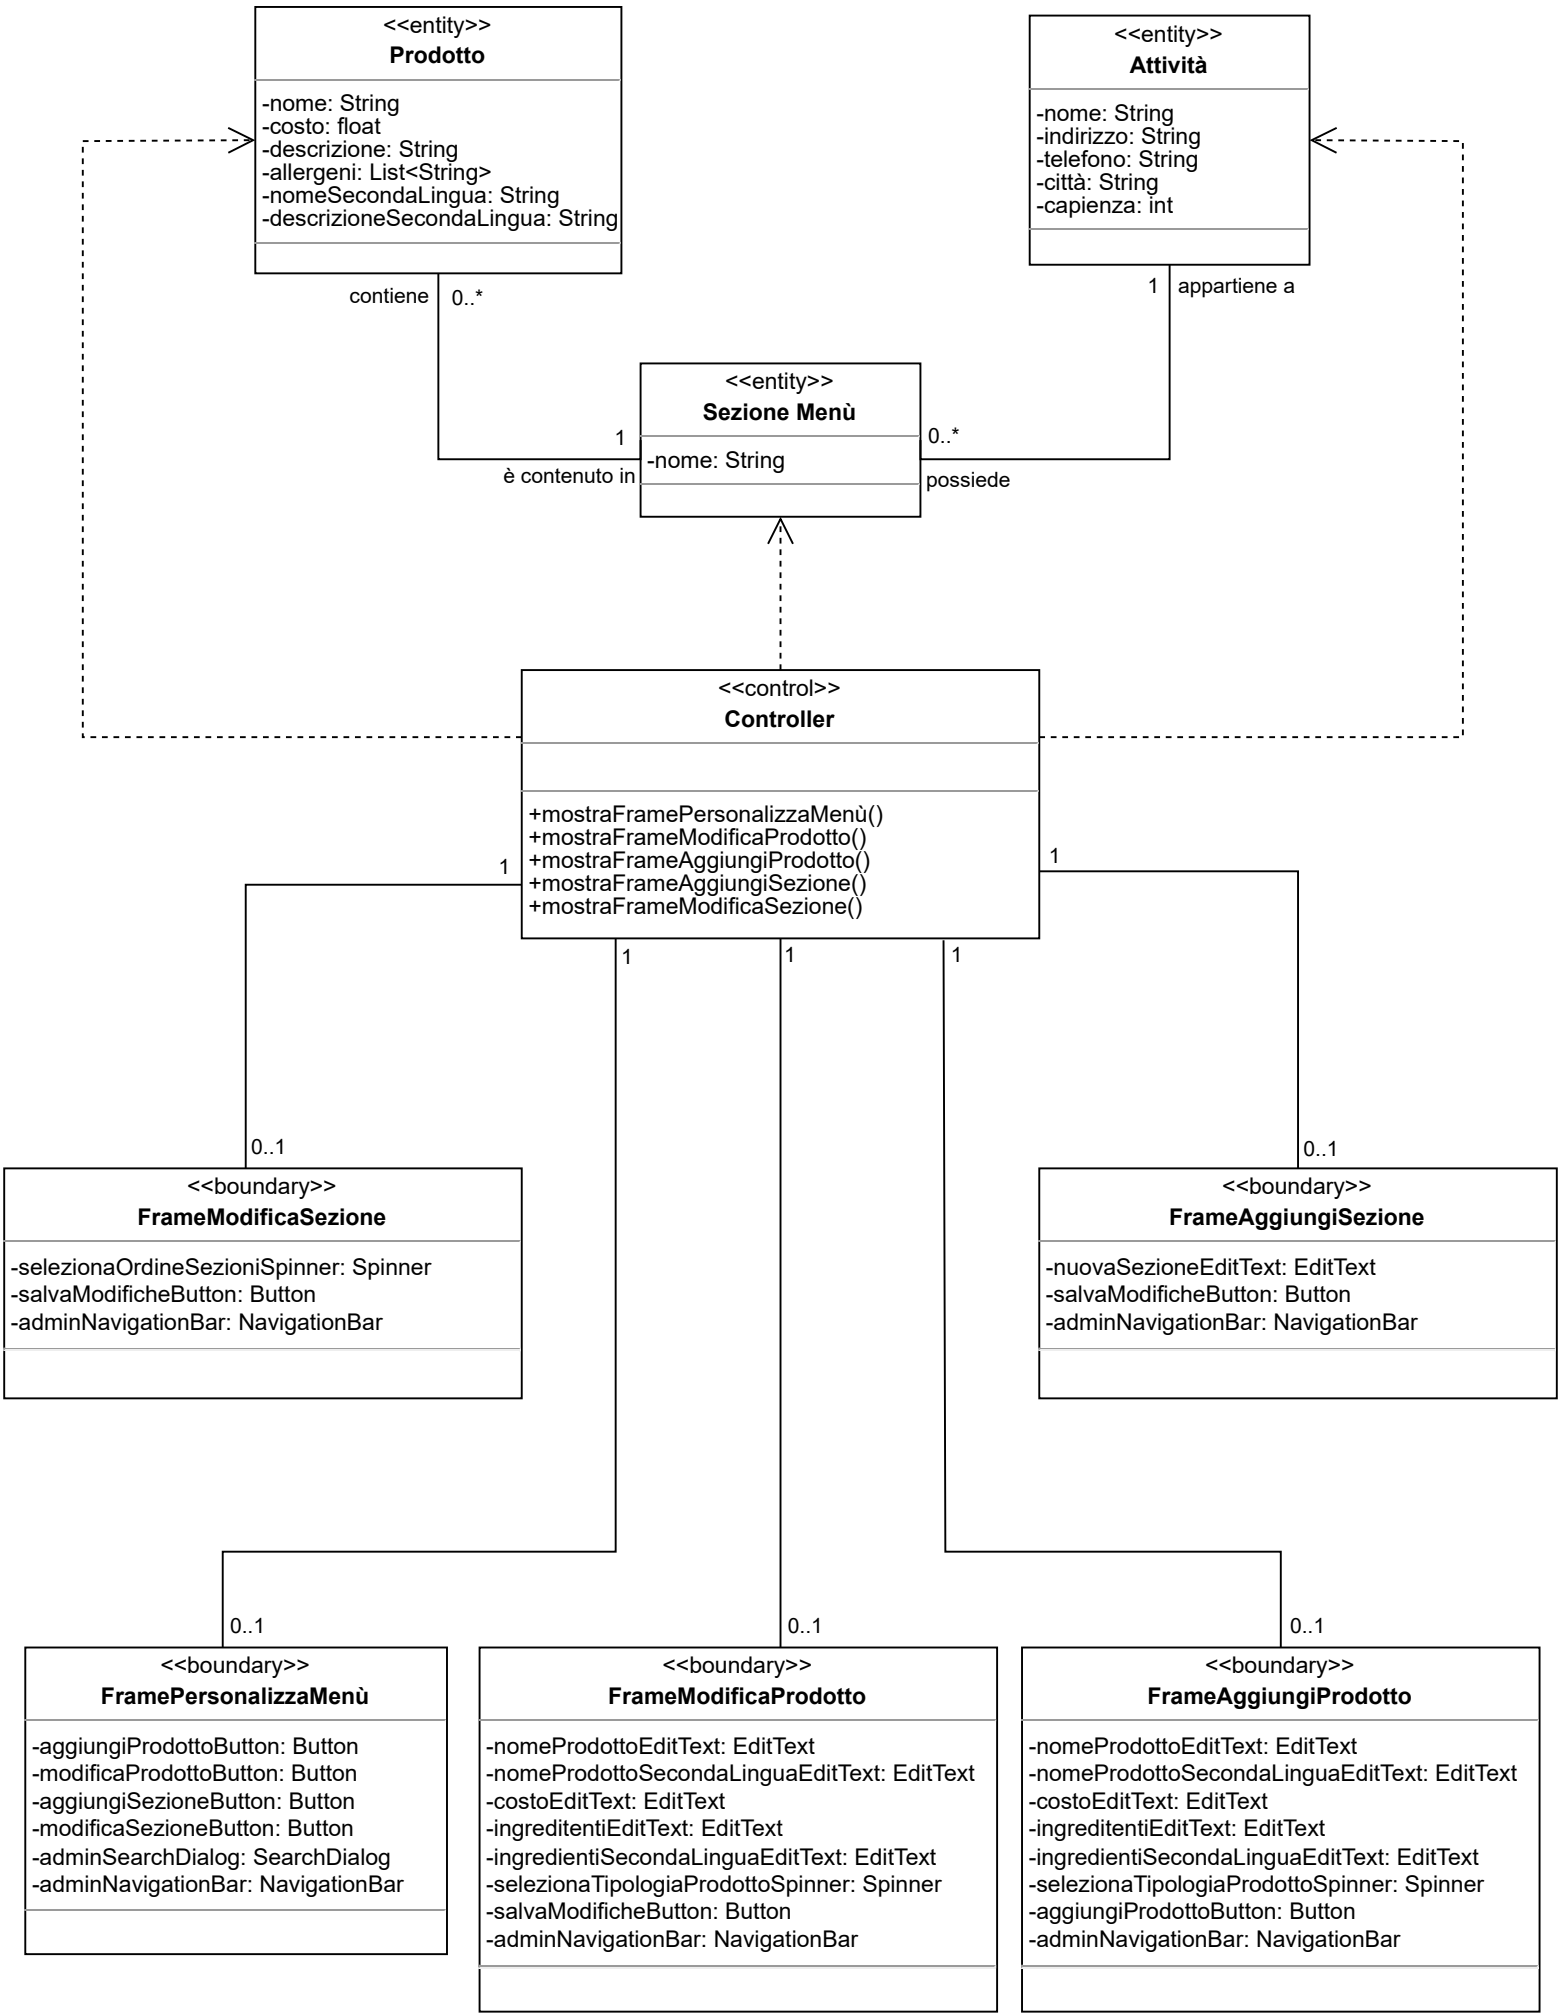 <<entity>>
Prodotto
-nome: String
-costo: float
-descrizione: String
-allergeni: List<String>
-nomeSecondaLingua: String
-descrizioneSecondaLingua: String
<<entity>>
Attività
-nome: String
-indirizzo: String
-telefono: String
-città: String
-capienza: int
contiene
0..*
1
appartiene a
<<entity>>
Sezione Menù
-nome: String
1
è contenuto in
0..*
possiede
<<control>>
Controller
+mostraFramePersonalizzaMenù()
+mostraFrameModificaProdotto()
+mostraFrameAggiungiProdotto()
+mostraFrameAggiungiSezione()
+mostraFrameModificaSezione()
1
1
1
1
1
0..1
0..1
<<boundary>>
FrameModificaSezione
-selezionaOrdineSezioniSpinner: Spinner
-salvaModificheButton: Button
-adminNavigationBar: NavigationBar
<<boundary>>
FrameAggiungiSezione
-nuovaSezioneEditText: EditText
-salvaModificheButton: Button
-adminNavigationBar: NavigationBar
0..1
0..1
0..1
<<boundary>>
FramePersonalizzaMenù
-aggiungiProdottoButton: Button
-modificaProdottoButton: Button
-aggiungiSezioneButton: Button
-modificaSezioneButton: Button
-adminSearchDialog: SearchDialog
-adminNavigationBar: NavigationBar
<<boundary>>
FrameModificaProdotto
-nomeProdottoEditText: EditText
-nomeProdottoSecondaLinguaEditText: EditText
-costoEditText: EditText
-ingreditentiEditText: EditText
-ingredientiSecondaLinguaEditText: EditText
-selezionaTipologiaProdottoSpinner: Spinner
-salvaModificheButton: Button
-adminNavigationBar: NavigationBar
<<boundary>>
FrameAggiungiProdotto
-nomeProdottoEditText: EditText
-nomeProdottoSecondaLinguaEditText: EditText
-costoEditText: EditText
-ingreditentiEditText: EditText
-ingredientiSecondaLinguaEditText: EditText
-selezionaTipologiaProdottoSpinner: Spinner
-aggiungiProdottoButton: Button
-adminNavigationBar: NavigationBar